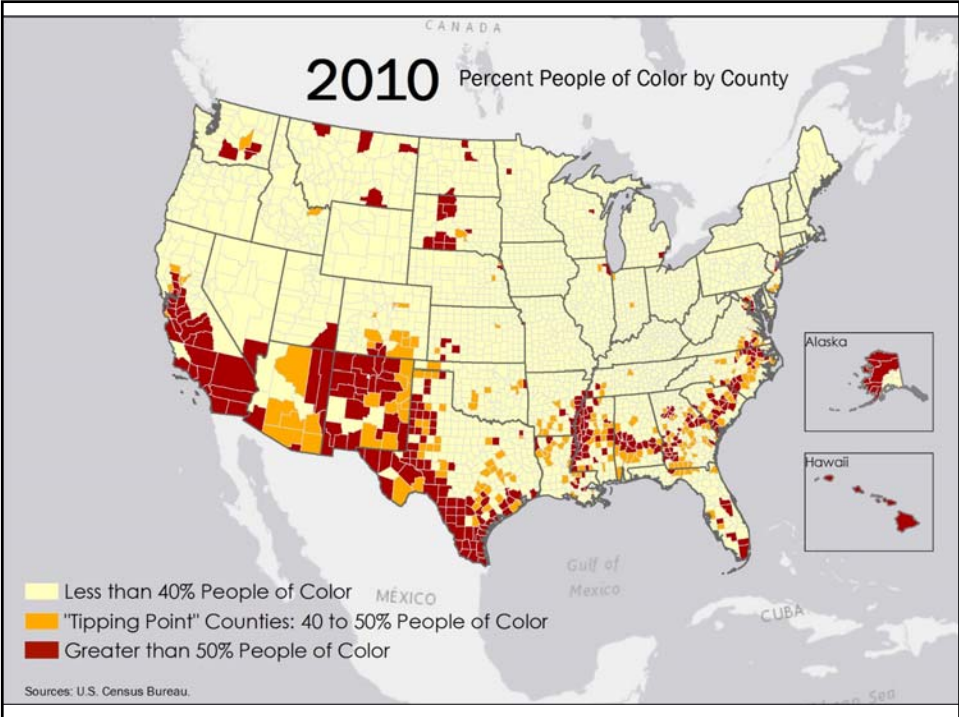 CANADA
2010 Percent People of Color by County
Alaska
Hawaii
Gulf of
Mexico
MÉXICO
CUBA
Less than 40% People of Color
"Tipping Point" Counties: 40 to 50% People of Color
Greater than 50% People of Color
Sources: U.S. Census Bureau.